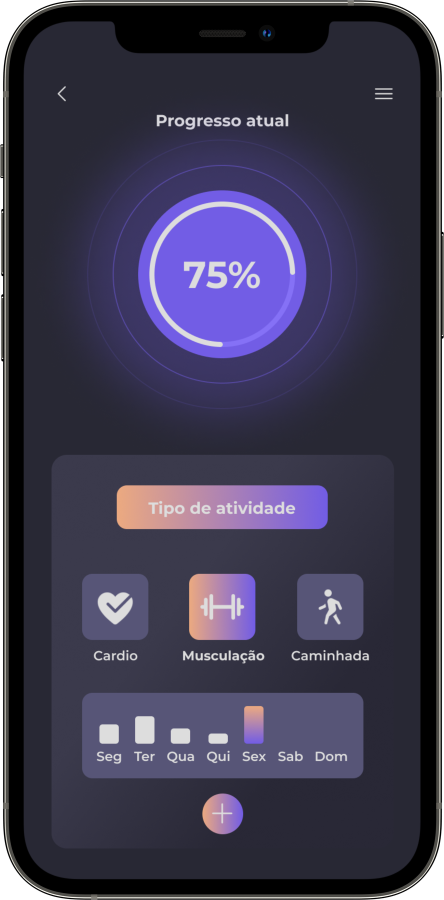 Progresso atual
75%
Tipo de atividade
Cardio Musculação Caminhada
Seg Ter Qua Qui Sex Sab Dom